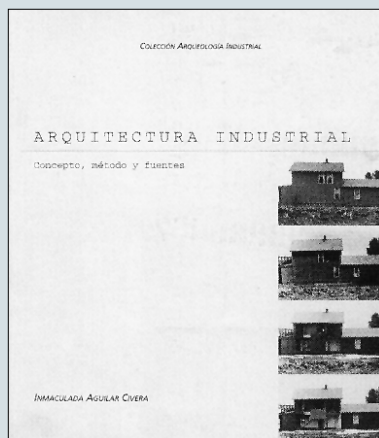 COLECCIÓN ARQUEOLOGÍA INDUSTRIAL
ARQUITECTURA INDUSTRIAL
Concepto, método y fuentes
INMACULADA AGUILAR CIVERA